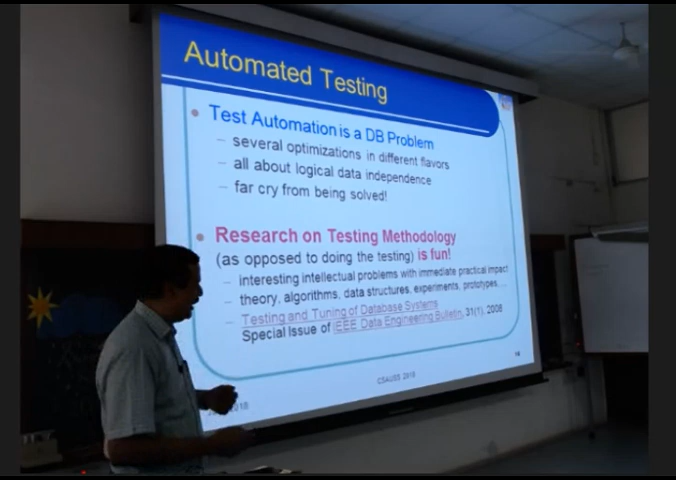 Automated Testing
• Test Automation is a DB Problem
– several optimizations in different flavors
– all about logical data independence
– far cry from being solved!
• Research on Testing Methodology
(as opposed to doing the testing) is fun!
– interesting intellectual problems with immediate practical impact
– theory, algorithms, data structures, experiments, prototypes...
– Testing and Tuning of Database Systems
Special Issue of IEEE Data Engineering Bulletin, 31(1), 2008
2018